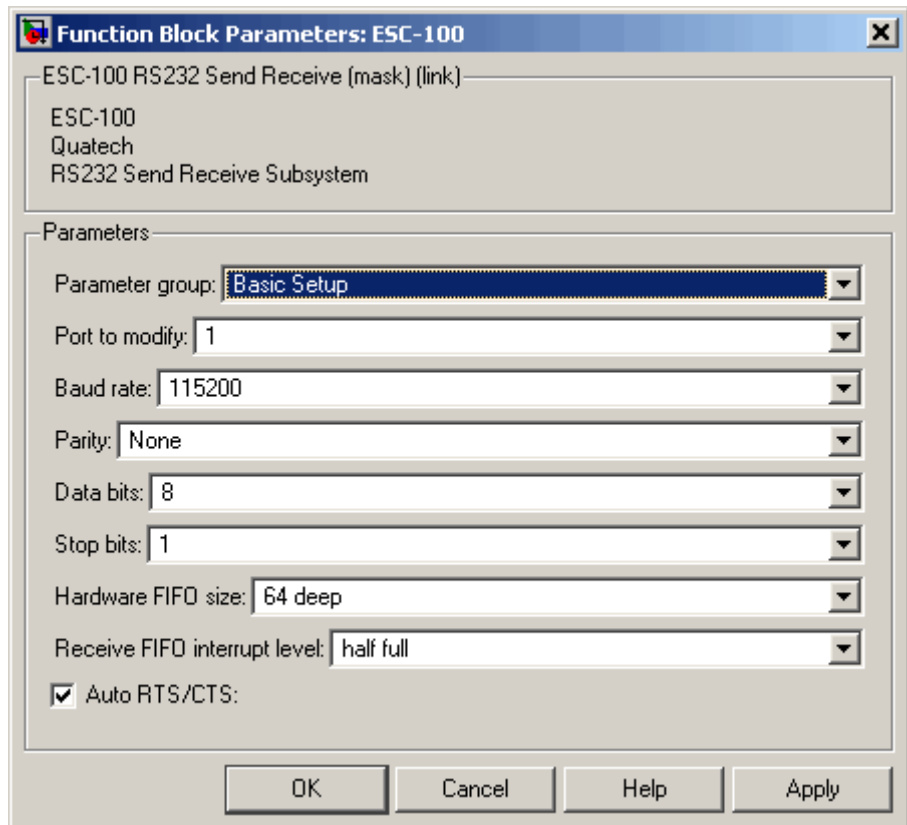 Function Block Parameters: ESC-100
ESC-100 RS232 Send Receive (mask) (link)
ESC-100
Quatech
RS232 Send Receive Subsystem
Parameters
Parameter group: Basic Setup
Port to modify: 1
Baud rate: 115200
Parity: None
Data bits: 8
Stop bits: 1
Hardware FIFO size: 64 deep
Receive FIFO interrupt level: half full
Auto RTS/CTS:
OK Cancel Help Apply